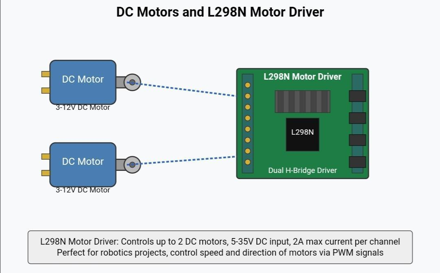 DC Motors and L298N Motor Driver
DC Motor
3-12V DC Motor
L298N Motor Driver
L298N
Dual H-Bridge Driver
DC Motor
3-12V DC Motor
L298N Motor Driver: Controls up to 2 DC motors, 5-35V DC input, 2A max current per channel
Perfect for robotics projects, control speed and direction of motors via PWM signals